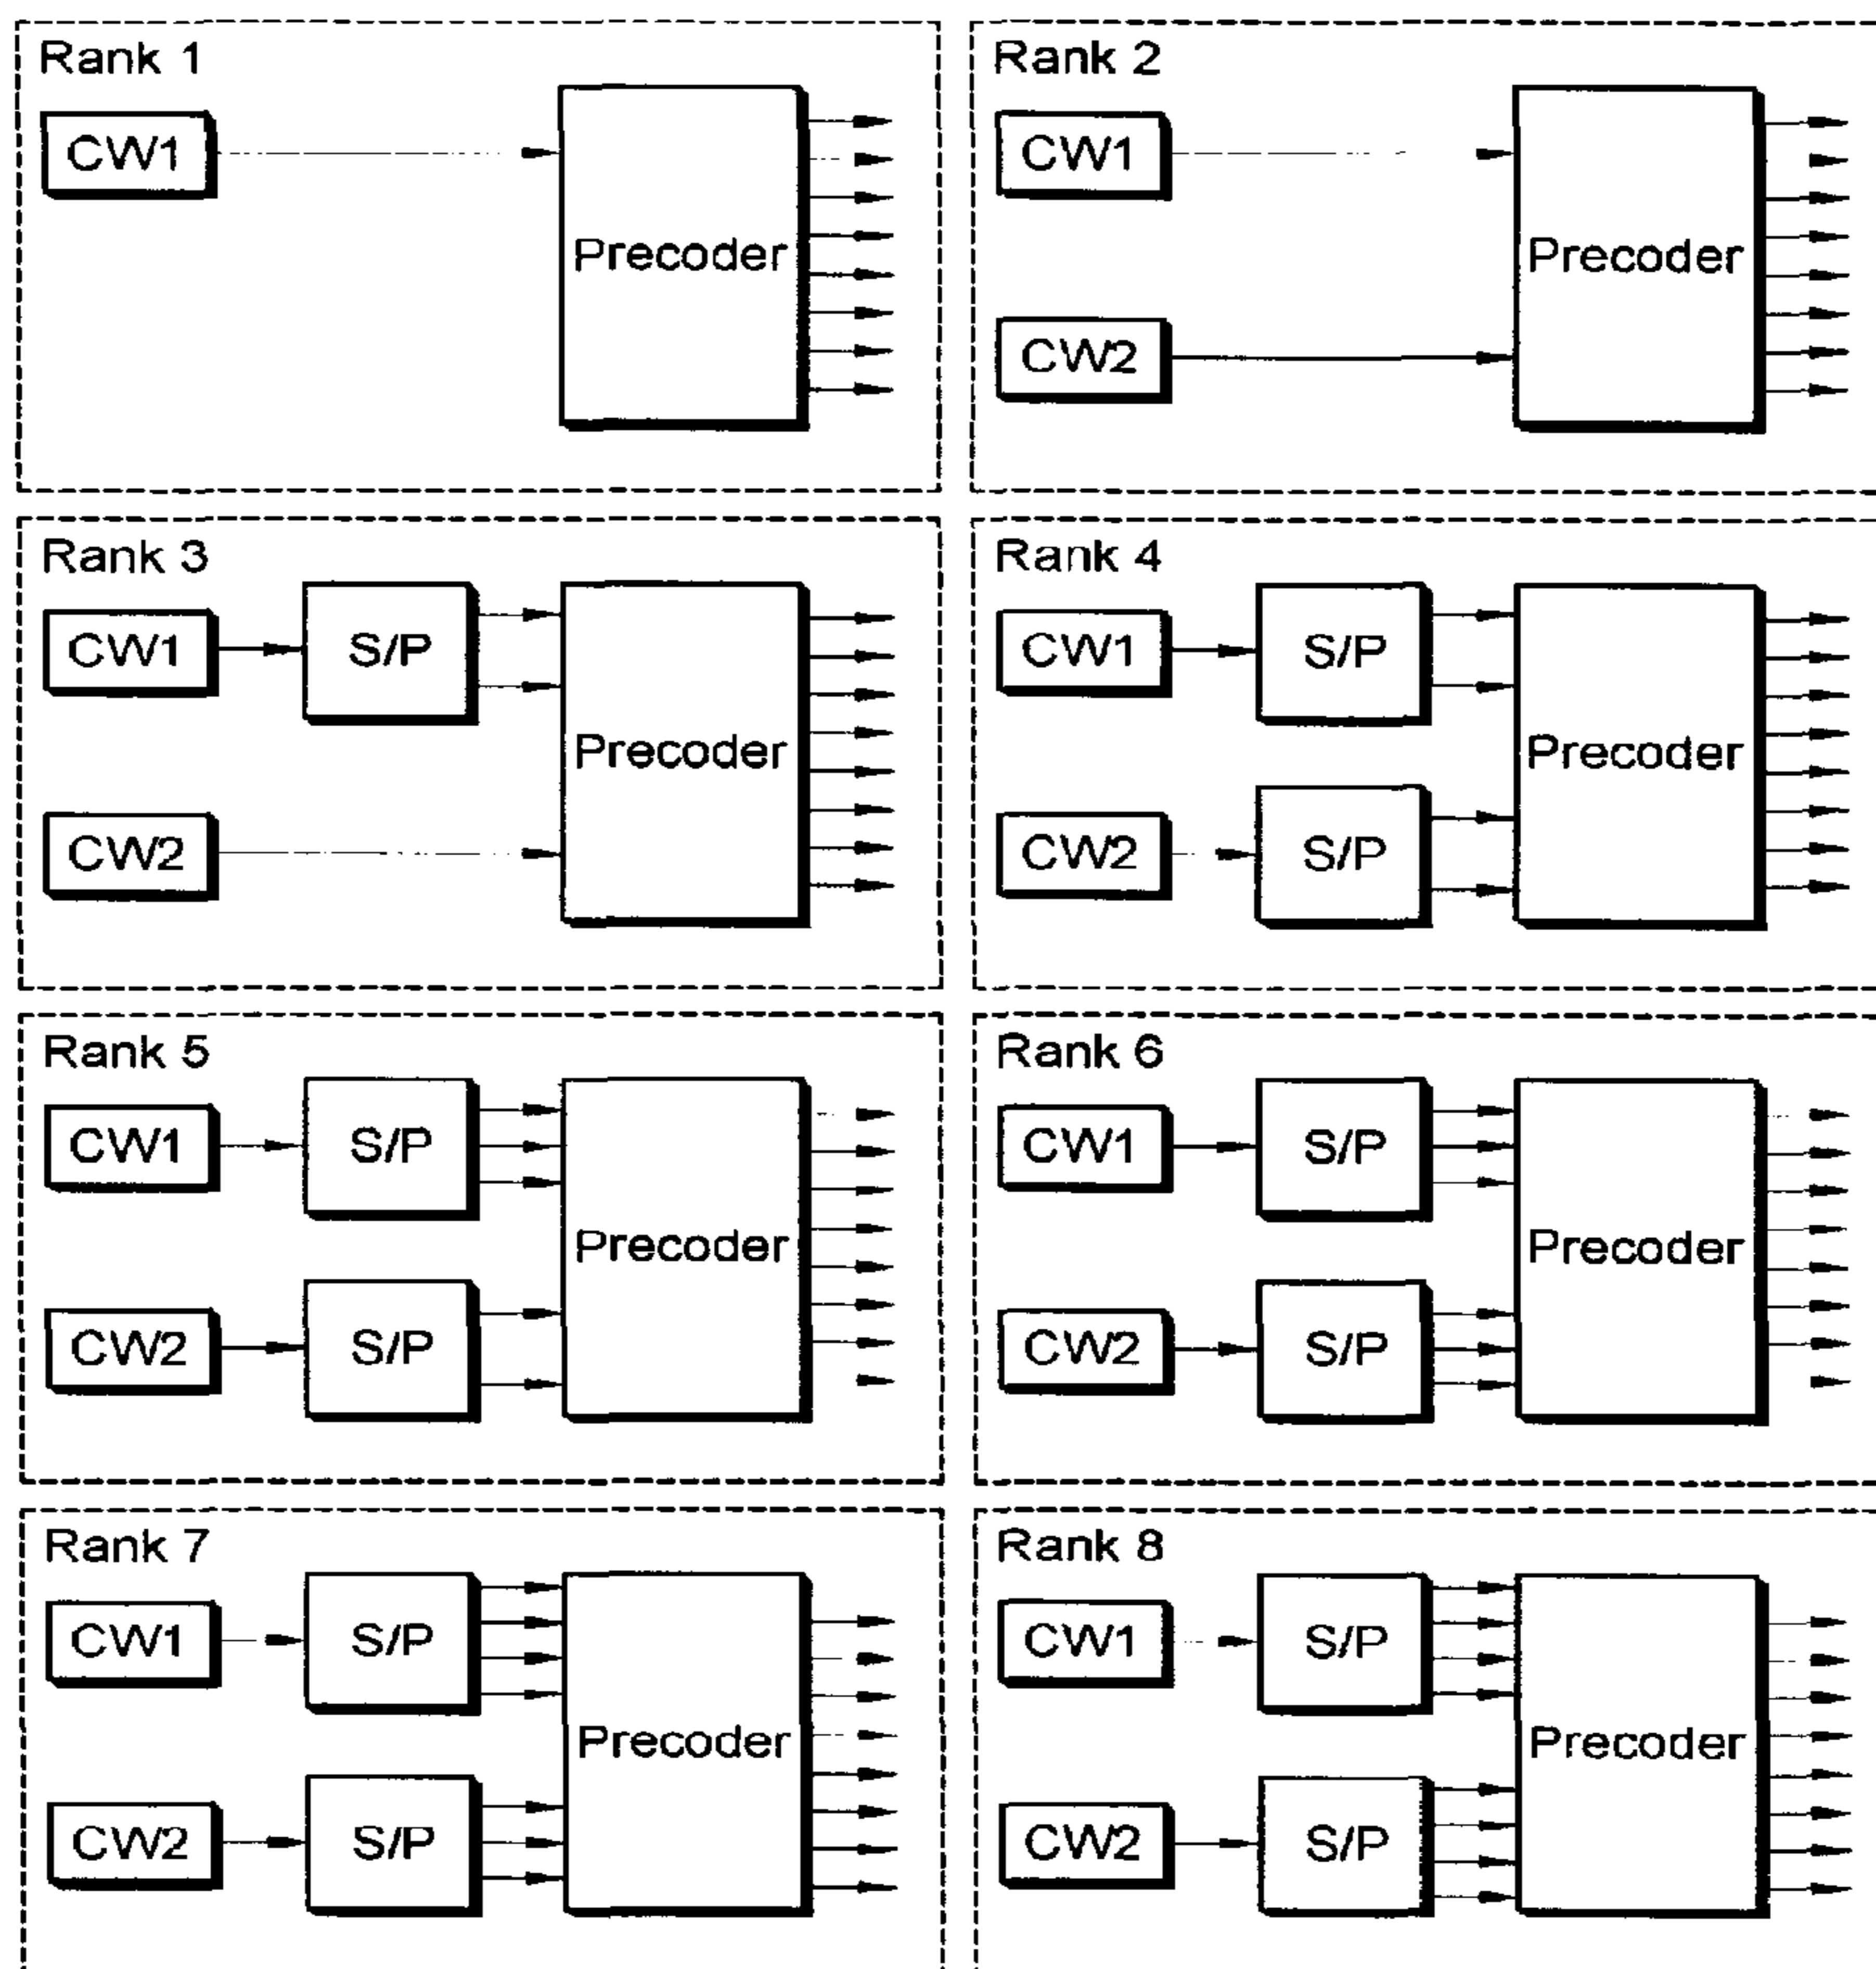 Rank 1
CW1
Precoder
Rank 2
CW1
CW2
Precoder
Rank 3
CW1
S/P
CW2
Precoder
Rank 4
CW1
S/P
CW2
S/P
Precoder
Rank 5
CW1
S/P
CW2
S/P
Precoder
Rank 6
CW1
S/P
CW2
S/P
Precoder
Rank 7
CW1
S/P
CW2
S/P
Precoder
Rank 8
CW1
S/P
CW2
S/P
Precoder